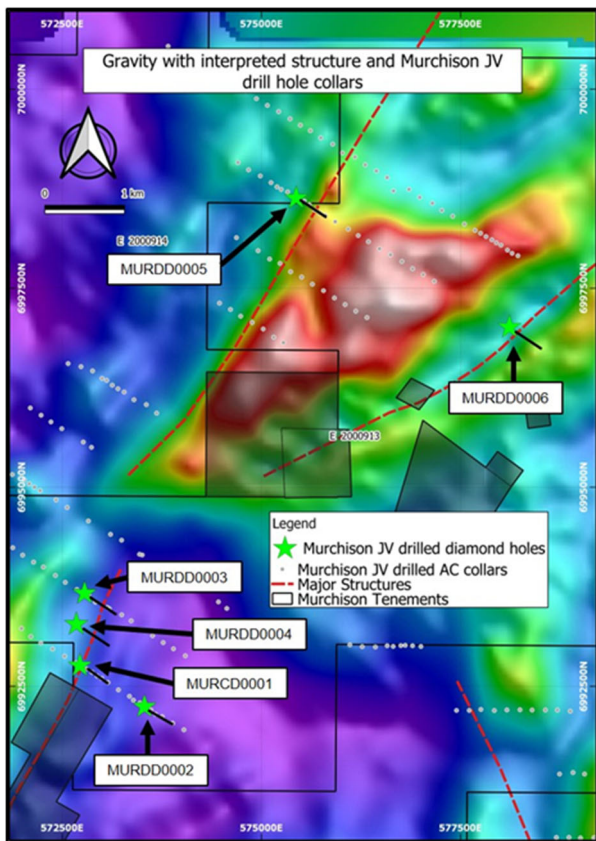 572500E
575000E
577500E
Gravity with interpreted structure and Murchison JV
drill hole collars
7000000N
7000000N
0
1 km
E 2000914
MURDD0005
6997500N
6997500N
MURDD0006
E 2000913
6995000N
6995000N
Legend
Murchison JV drilled diamond holes
Murchison JV drilled AC collars
Major Structures
Murchison Tenements
MURDD0003
MURDD0004
MURCD0001
6992500N
6992500N
MURDD0002
572500E
575000E
577500E